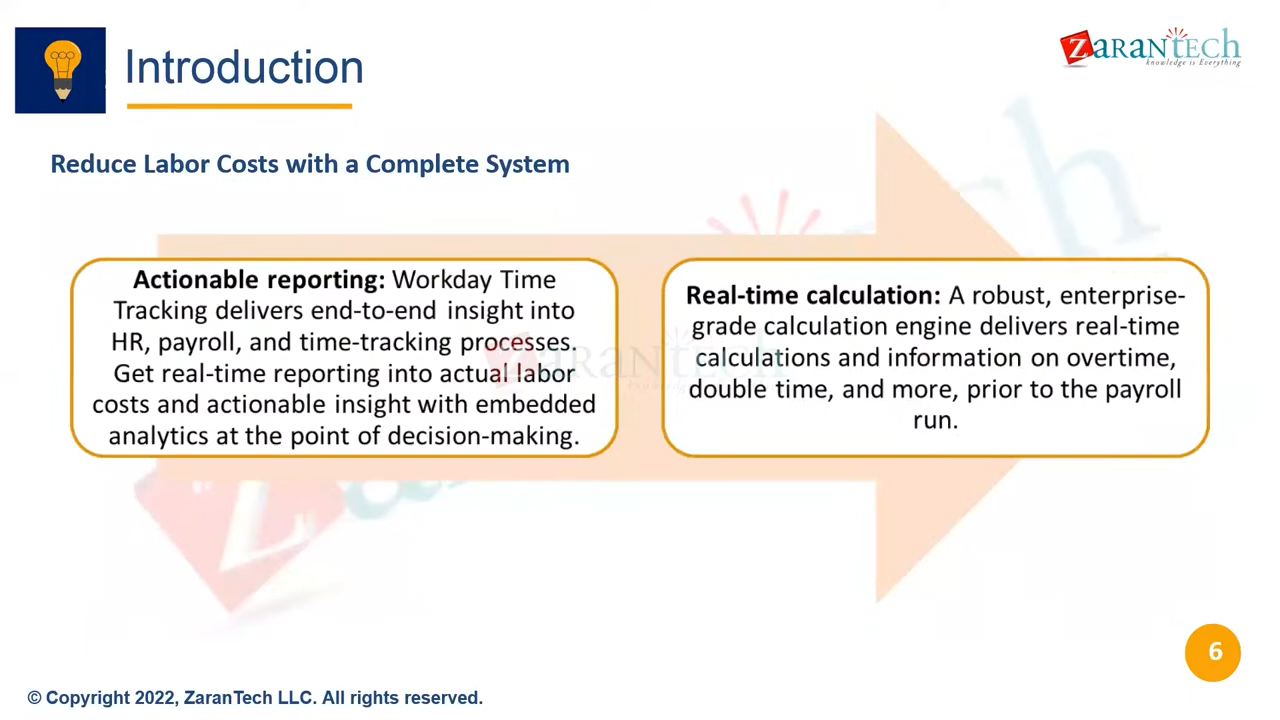 Introduction
ZaranTech
knowledge is Everything
Reduce Labor Costs with a Complete System
Actionable reporting: Workday Time
Tracking delivers end-to-end insight into
HR, payroll, and time-tracking processes.
Get real-time reporting into actual labor
costs and actionable insight with embedded
analytics at the point of decision-making.
Real-time calculation: A robust, enterprise-
grade calculation engine delivers real-time
calculations and information on overtime,
double time, and more, prior to the payroll
run.
ZaranTech
6
© Copyright 2022, ZaranTech LLC. All rights reserved.